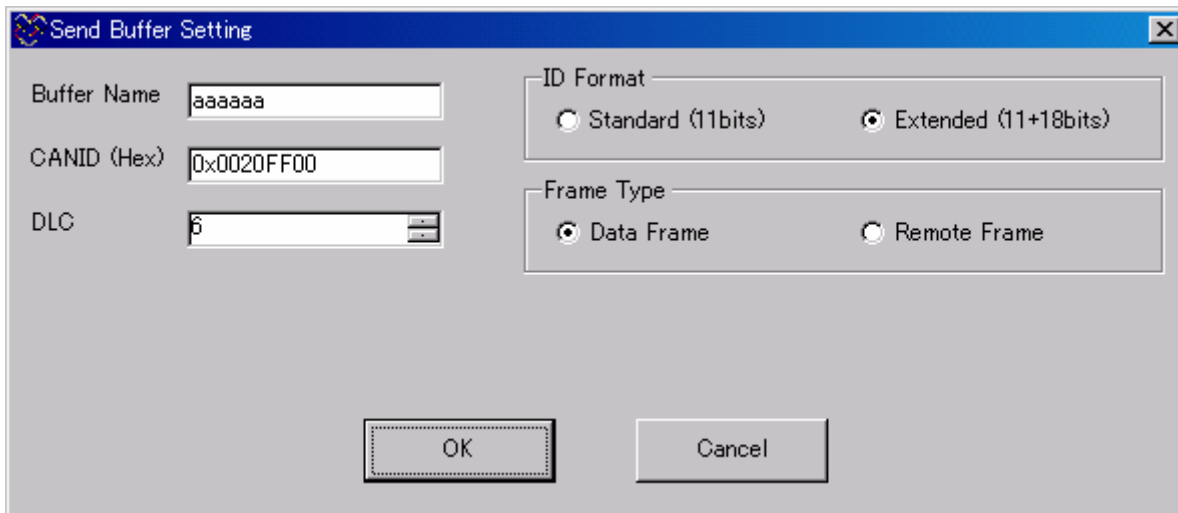 Send Buffer Setting
Buffer Name
aaaaaa
CANID (Hex)
0x0020FF00
DLC
6
ID Format
Standard (11bits)
Extended (11+18bits)
Frame Type
Data Frame
Remote Frame
OK
Cancel